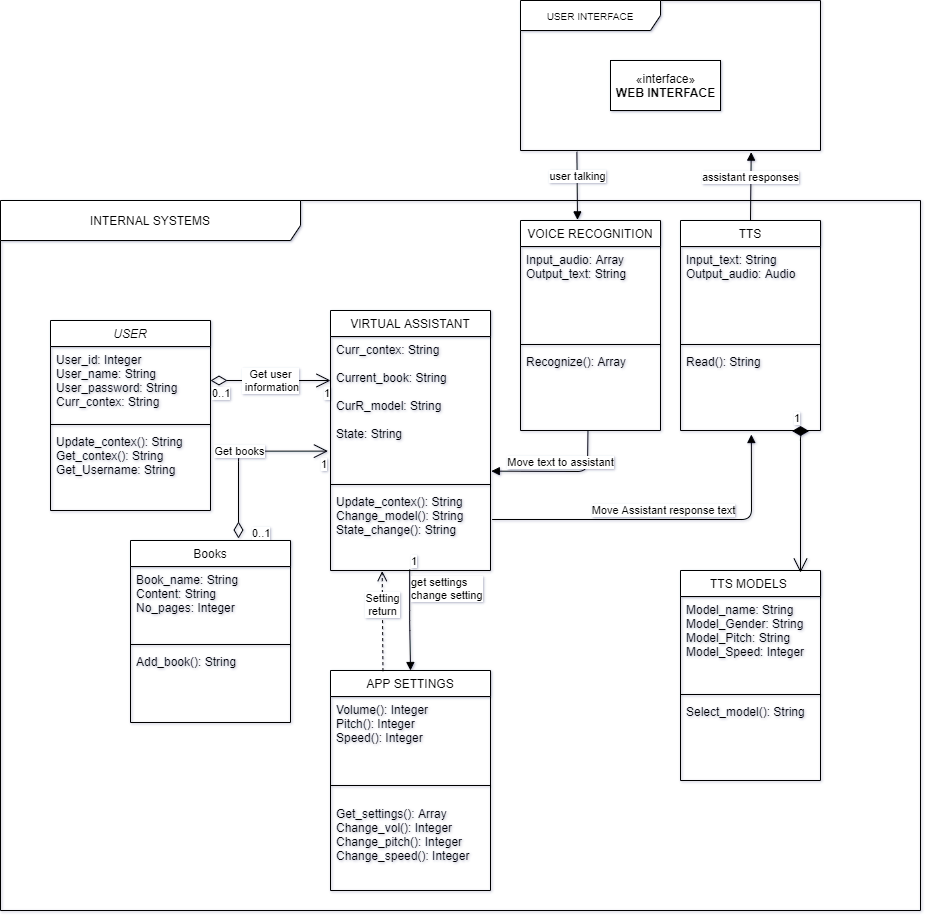 USER INTERFACE
«interface»
WEB INTERFACE
user talking
assistant responses
INTERNAL SYSTEMS
VOICE RECOGNITION
Input_audio: Array
Output_text: String
Recognize(): Array
TTS
Input_text: String
Output_audio: Audio
Read(): String
1
USER
User_id: Integer
User_name: String
User_password: String
Curr_contex: String
Update_contex(): String
Get_contex(): String
Get_Username: String
Get user
information
0..1
1
Get books
1
0..1
VIRTUAL ASSISTANT
Curr_contex: String
Current_book: String
CurR_model: String
State: String
Update_contex(): String
Change_model(): String
State_change(): String
Move text to assistant
Move Assistant response text
Books
Book_name: String
Content: String
No_pages: Integer
Add_book(): String
1
get settings
change setting
Setting
return
APP SETTINGS
Volume(): Integer
Pitch(): Integer
Speed(): Integer
Get_settings(): Array
Change_vol(): Integer
Change_pitch(): Integer
Change_speed(): Integer
TTS MODELS
Model_name: String
Model_Gender: String
Model_Pitch: String
Model_Speed: Integer
Select_model(): String